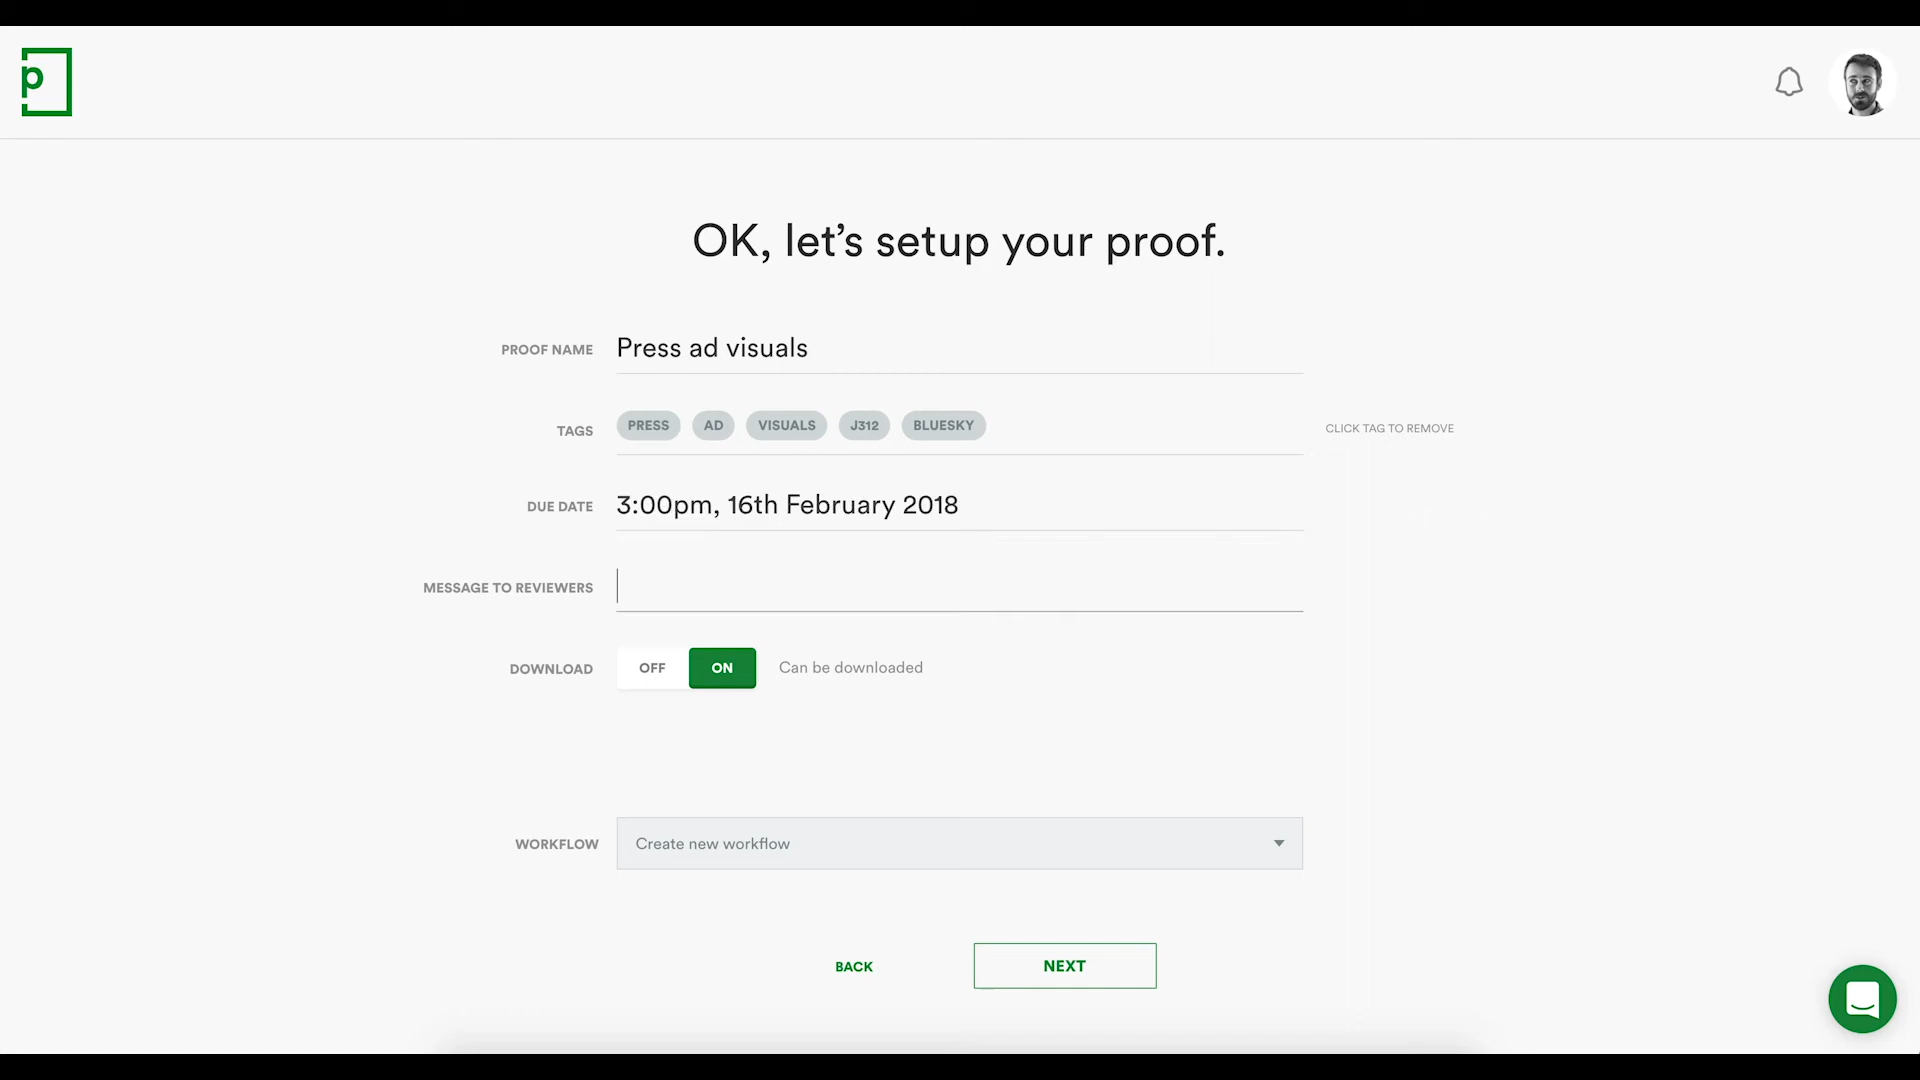 p
OK, let’s setup your proof.
PROOF NAME Press ad visuals
TAGS PRESS AD VISUALS J312 BLUESKY CLICK TAG TO REMOVE
DUE DATE 3:00pm, 16th February 2018
MESSAGE TO REVIEWERS
DOWNLOAD OFF ON Can be downloaded
WORKFLOW Create new workflow
BACK NEXT